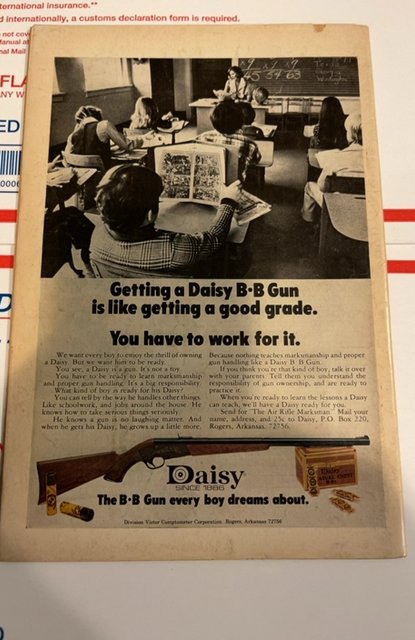 ternational insurance.**
d internationally, a customs declaration form is required.
not cov
Manual at
nal Mail
FLA
NY W
ED
Getting a Daisy B·B Gun
is like getting a good grade.
You have to work for it.
We want every boy to enjoy the thrill of owning
a Daisy. But we want him to be ready.
You see, a Daisy is a gun. It's not a toy.
You have to be ready to learn marksmanship
and proper gun handling. It's a big responsibility.
What kind of boy is ready for his Daisy?
You can tell by the way he handles other things.
Like schoolwork, and jobs around the house. He
knows how to take serious things seriously.
He knows a gun is no laughing matter. And
when he gets his Daisy, he grows up a little more.
Because nothing teaches marksmanship and proper
gun handling like a Daisy B·B Gun.
If you think you're that kind of boy, talk it over
with your parents. Tell them you understand the
responsibility of gun ownership, and are ready to
practice it.
When you're ready to learn the lessons a Daisy
can teach, we'll have a Daisy ready for you.
Send for "The Air Rifle Marksman." Mail your
name, address, and 25¢ to Daisy, P.O. Box 220,
Rogers, Arkansas 72756.
Daisy
SINCE 1886
The B·B Gun every boy dreams about.
Daisy
Division Victor Comptometer Corporation. Rogers, Arkansas 72756